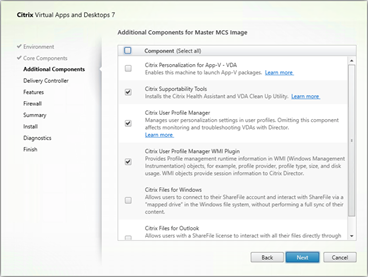 Citrix Virtual Apps and Desktops 7
Environment
Core Components
Additional Components
Delivery Controller
Features
Firewall
Summary
Install
Diagnostics
Finish
Additional Components for Master MCS Image
Component (Select all)
Citrix Personalization for App-V - VDA
Enables this machine to launch App-V packages. Learn more
Citrix Supportability Tools
Installs the Citrix Health Assistant and VDA Clean Up Utility. Learn more
Citrix User Profile Manager
Manages user personalization settings in user profiles. Omitting this component
affects monitoring and troubleshooting VDAs with Director.
Learn more
Citrix User Profile Manager WMI Plugin
Provides Profile management runtime information in WMI (Windows Management
Instrumentation) objects, for example, profile provider, profile type, size, and disk
usage. WMI objects provide session information to Citrix Director.
Citrix Files for Windows
Allows users to connect to their ShareFile account and interact with ShareFile via a
"mapped drive" in the Windows file system, without performing a full sync of their
content.
Citrix Files for Outlook
Allows users with a ShareFile license to interact with all their files directly through
Back
Next
Cancel